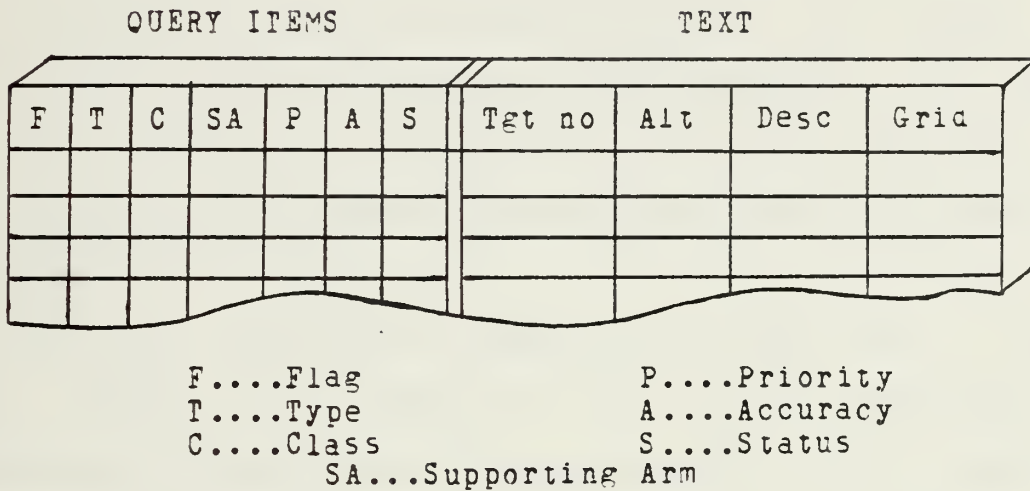 QUERY ITEMS TEXT
F T C SA P A S Tgt no Alt Desc Grid
F....Flag P....Priority
T....Type A....Accuracy
C....Class S....Status
SA...Supporting Arm